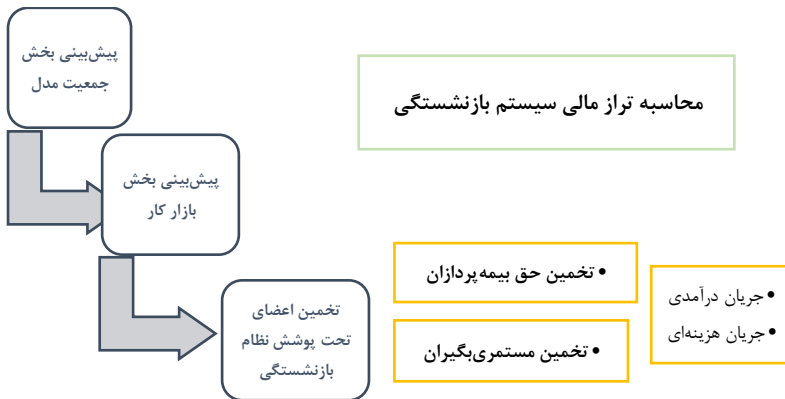 پیش‌بینی بخش
جمعیت مدل
محاسبه تراز مالی سیستم بازنشستگی
پیش‌بینی بخش
بازار کار
تخمین اعضای
تحت پوشش نظام
بازنشستگی
• تخمین حق بیمه‌پردازان
• تخمین مستمری‌بگیران
• جریان درآمدی
• جریان هزینه‌ای